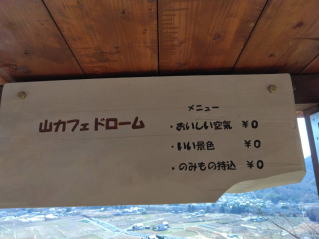 山カフェドローム
メニュー
・おいしい空気 ¥0
・いい景色 ¥0
・のみもの持込 ¥0